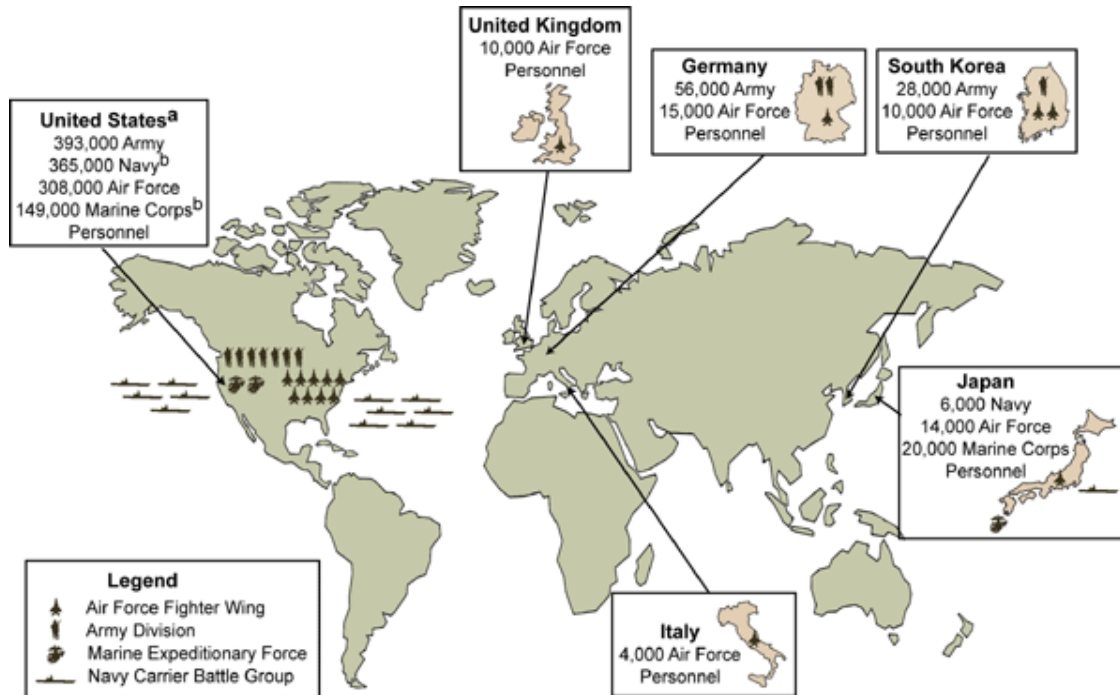 United Kingdom
10,000 Air Force
Personnel
Germany
56,000 Army
15,000 Air Force
Personnel
South Korea
28,000 Army
10,000 Air Force
Personnel
United Statesᵃ
393,000 Army
365,000 Navyᵇ
308,000 Air Force
149,000 Marine Corpsᵇ
Personnel
Japan
6,000 Navy
14,000 Air Force
20,000 Marine Corps
Personnel
Legend
Air Force Fighter Wing
Army Division
Marine Expeditionary Force
Navy Carrier Battle Group
Italy
4,000 Air Force
Personnel